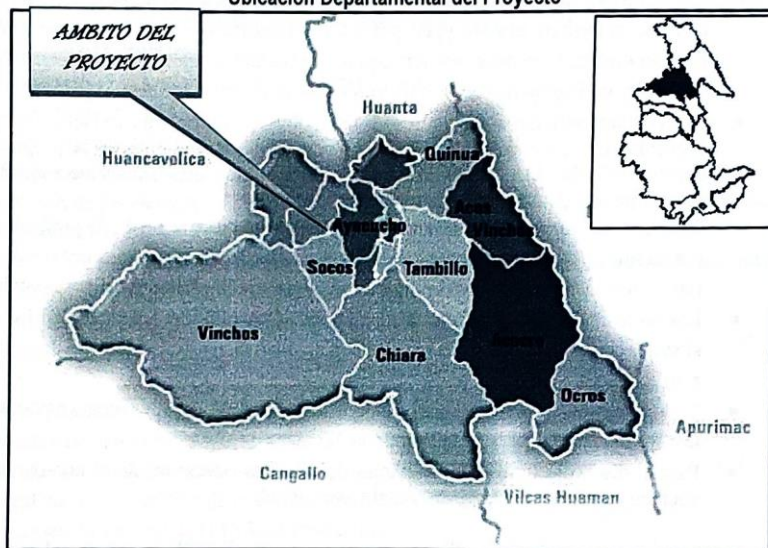 Ubicación Departamental del Proyecto
AMBITO DEL
PROYECTO
Huanta
Huancavelica
Quinua
Acos
Vinchos
Ayacucho
Socos
Tambillo
Vinchos
Chiara
Ocros
Apurimac
Cangallo
Vilcas Huaman